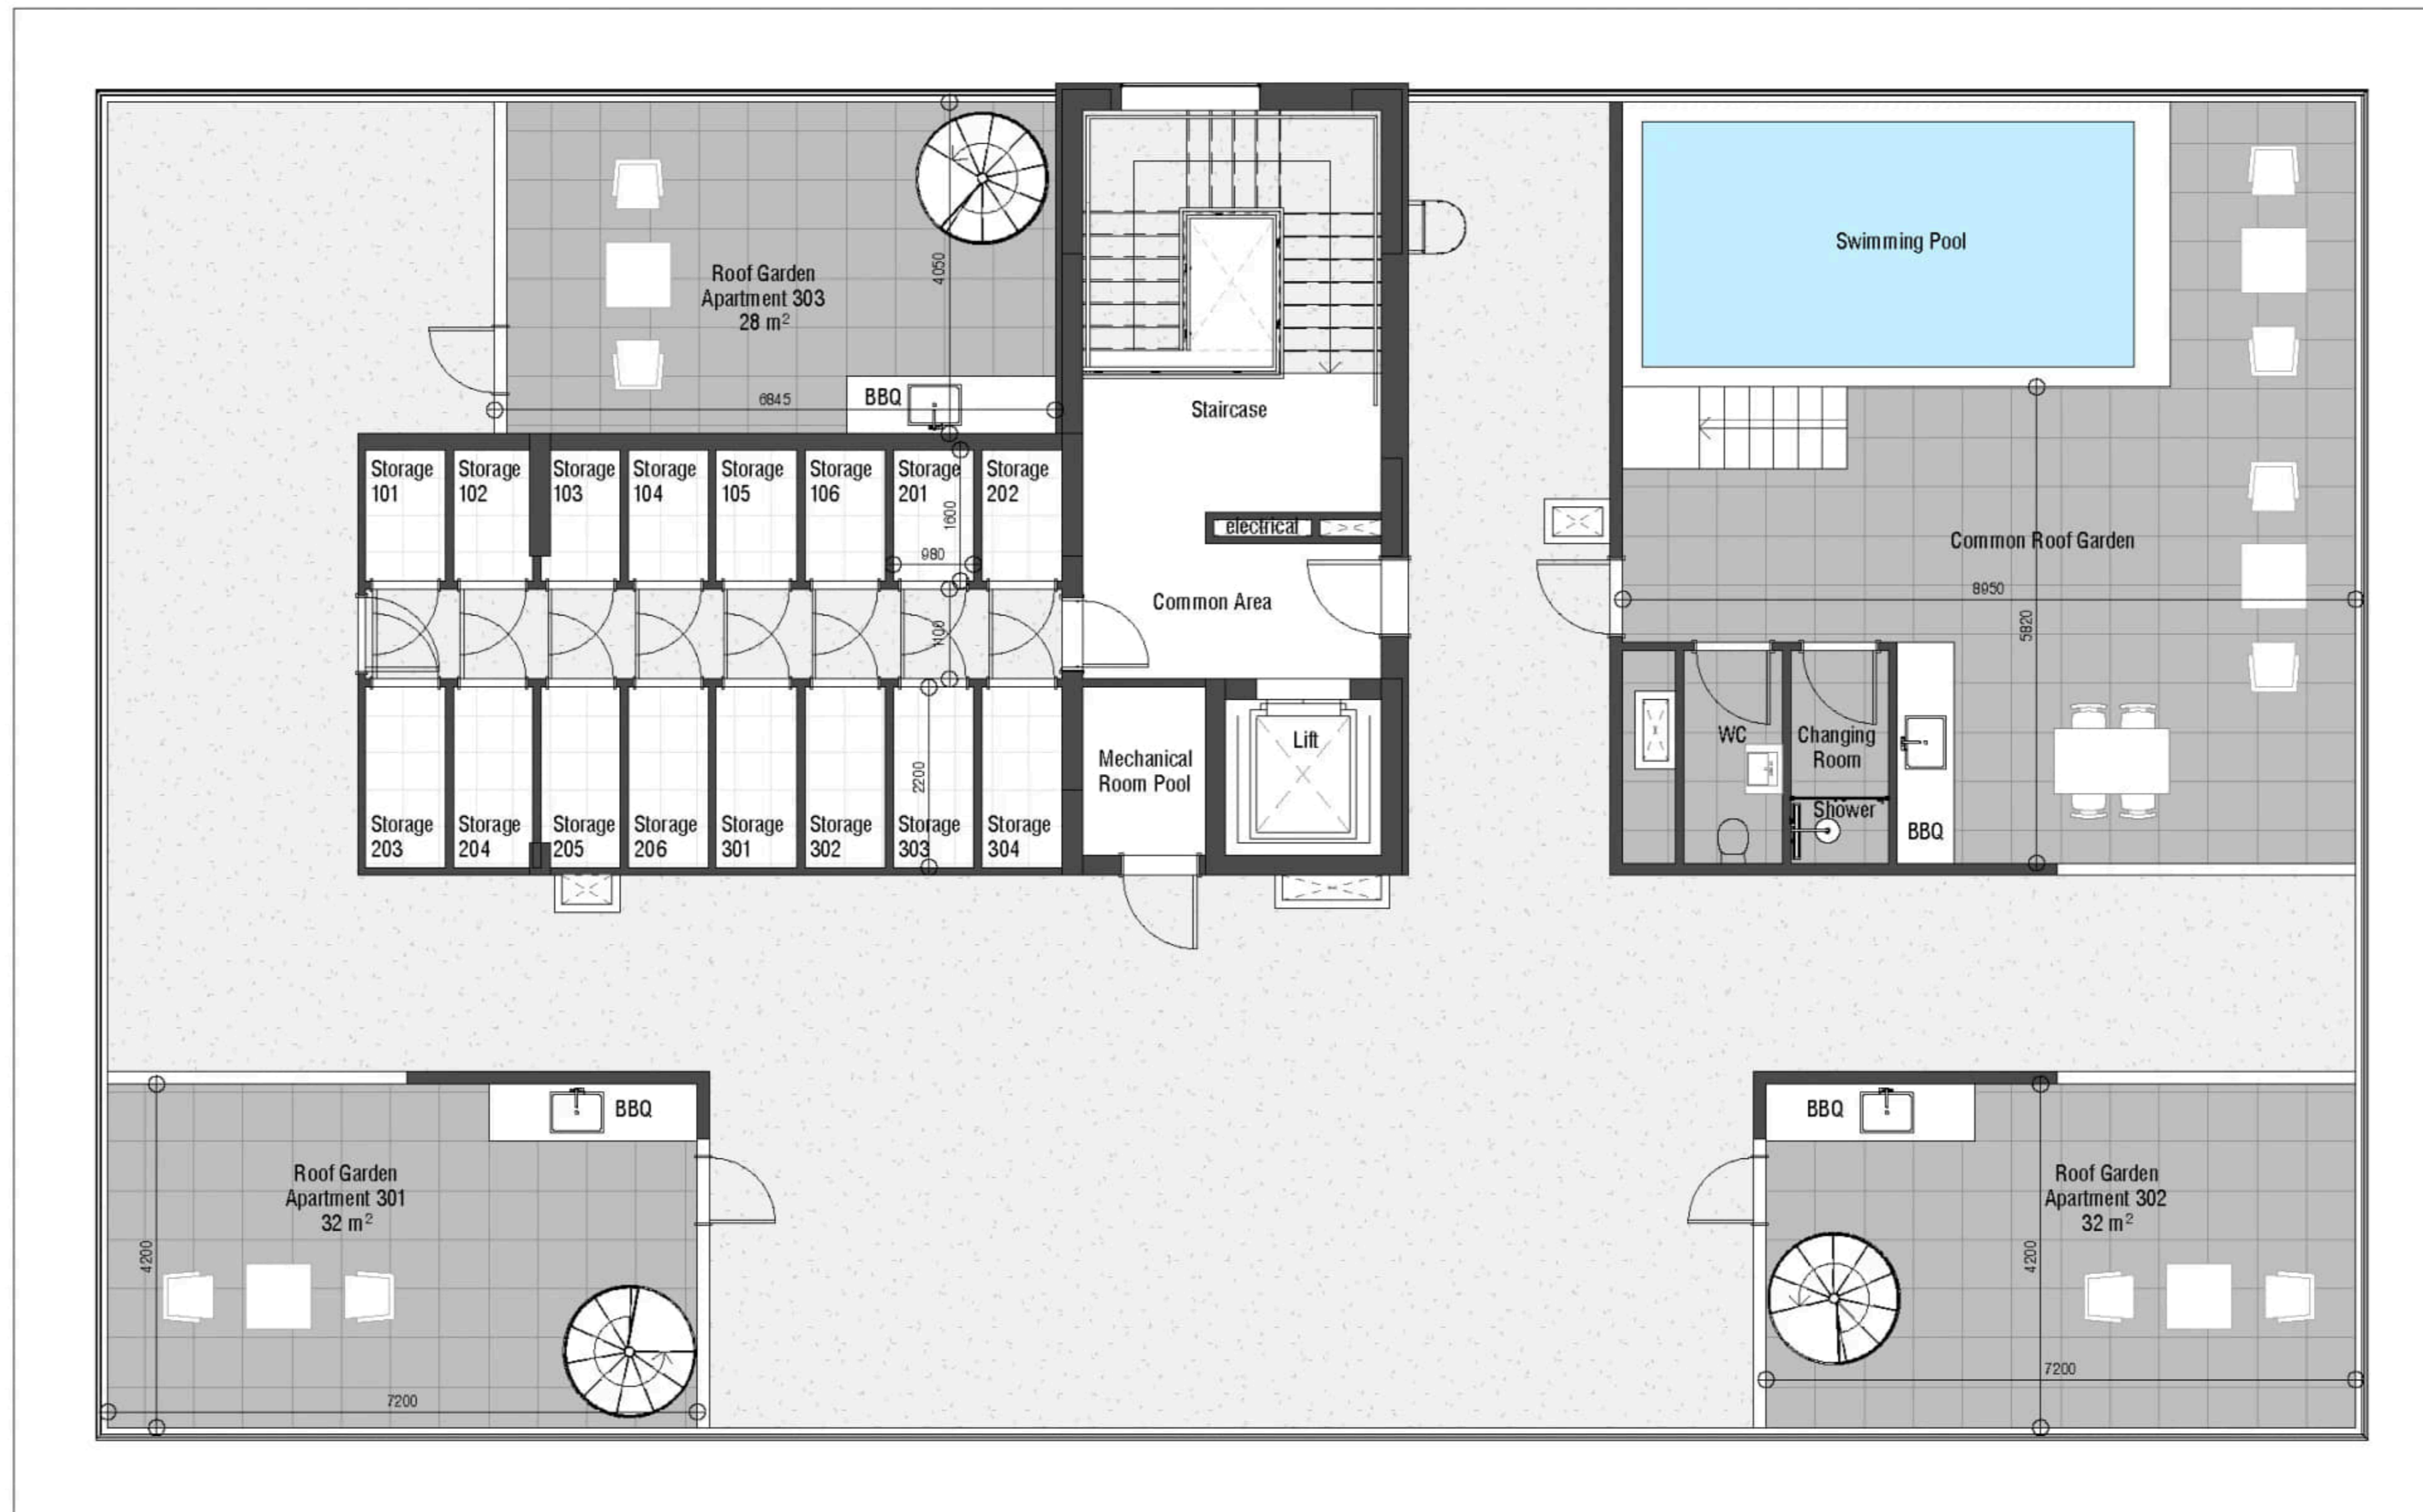 Roof Garden
Apartment 303
28 m²
4050
6845
BBQ
Swimming Pool
Staircase
Storage
101
Storage
102
Storage
103
Storage
104
Storage
105
Storage
106
Storage
201
Storage
202
1600
980
electrical
Common Area
Common Roof Garden
8950
5820
1100
2200
Storage
203
Storage
204
Storage
205
Storage
206
Storage
301
Storage
302
Storage
303
Storage
304
Mechanical
Room Pool
Lift
WC
Changing
Room
Shower
BBQ
BBQ
Roof Garden
Apartment 301
32 m²
4200
7200
BBQ
Roof Garden
Apartment 302
32 m²
4200
7200